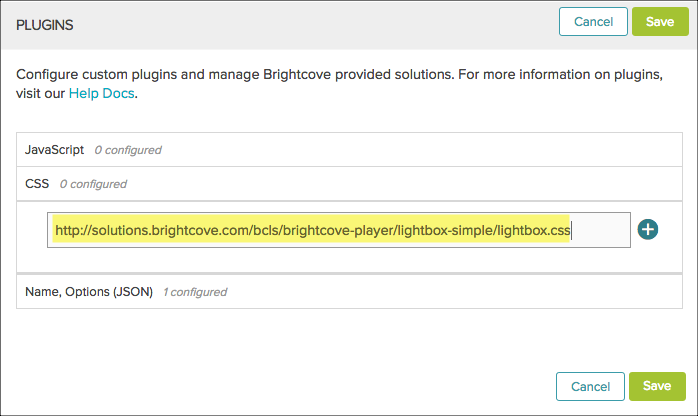 PLUGINS
Cancel
Save
Configure custom plugins and manage Brightcove provided solutions. For more information on plugins,
visit our Help Docs.
JavaScript 0 configured
CSS 0 configured
http://solutions.brightcove.com/bcls/brightcove-player/lightbox-simple/lightbox.css
Name, Options (JSON) 1 configured
Cancel
Save